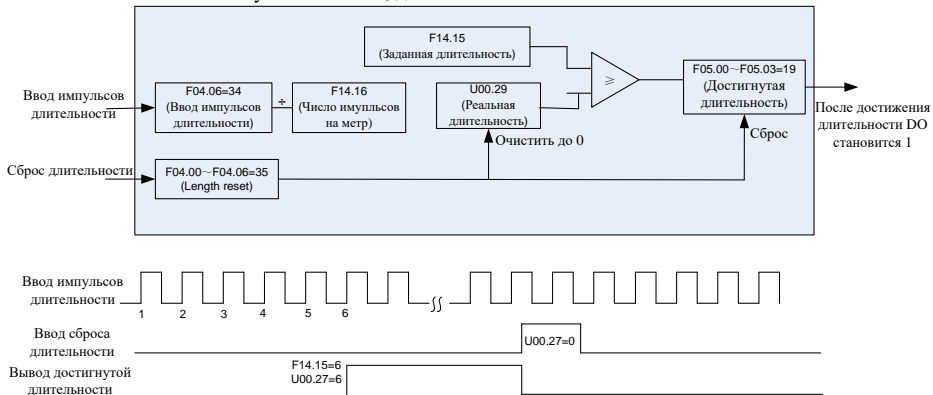 F14.15
(Заданная длительность)
Ввод импульсов
длительности
F04.06=34
(Ввод импульсов
длительности)
÷
F14.16
(Число имупльсов
на метр)
U00.29
(Реальная
длительность)
≥
F05.00～F05.03=19
(Достигнутая
длительность)
После достижения
длительности DO
становится 1
Очистить до 0
Сброс
Сброс длительности
F04.00～F04.06=35
(Length reset)
Ввод импульсов
длительности
1 2 3 4 5 6
Ввод сброса
длительности
U00.27=0
Вывод достигнутой
длительности
F14.15=6
U00.27=6